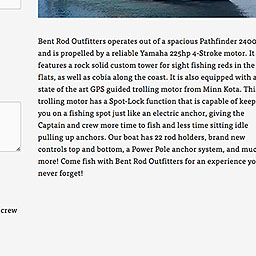 Bent Rod Outfitters operates out of a spacious Pathfinder 2400
and is propelled by a reliable Yamaha 225hp 4-Stroke motor. It
features a rock solid custom tower for sight fishing reds in the
flats, as well as cobia along the coast. It is also equipped with a
state of the art GPS guided trolling motor from Minn Kota. Thi
trolling motor has a Spot-Lock function that is capable of keep
you on a fishing spot just like an electric anchor, giving the
Captain and crew more time to fish and less time sitting idle
pulling up anchors. Our boat has 22 rod holders, brand new
controls top and bottom, a Power Pole anchor system, and muc
more! Come fish with Bent Rod Outfitters for an experience yo
never forget!
crew